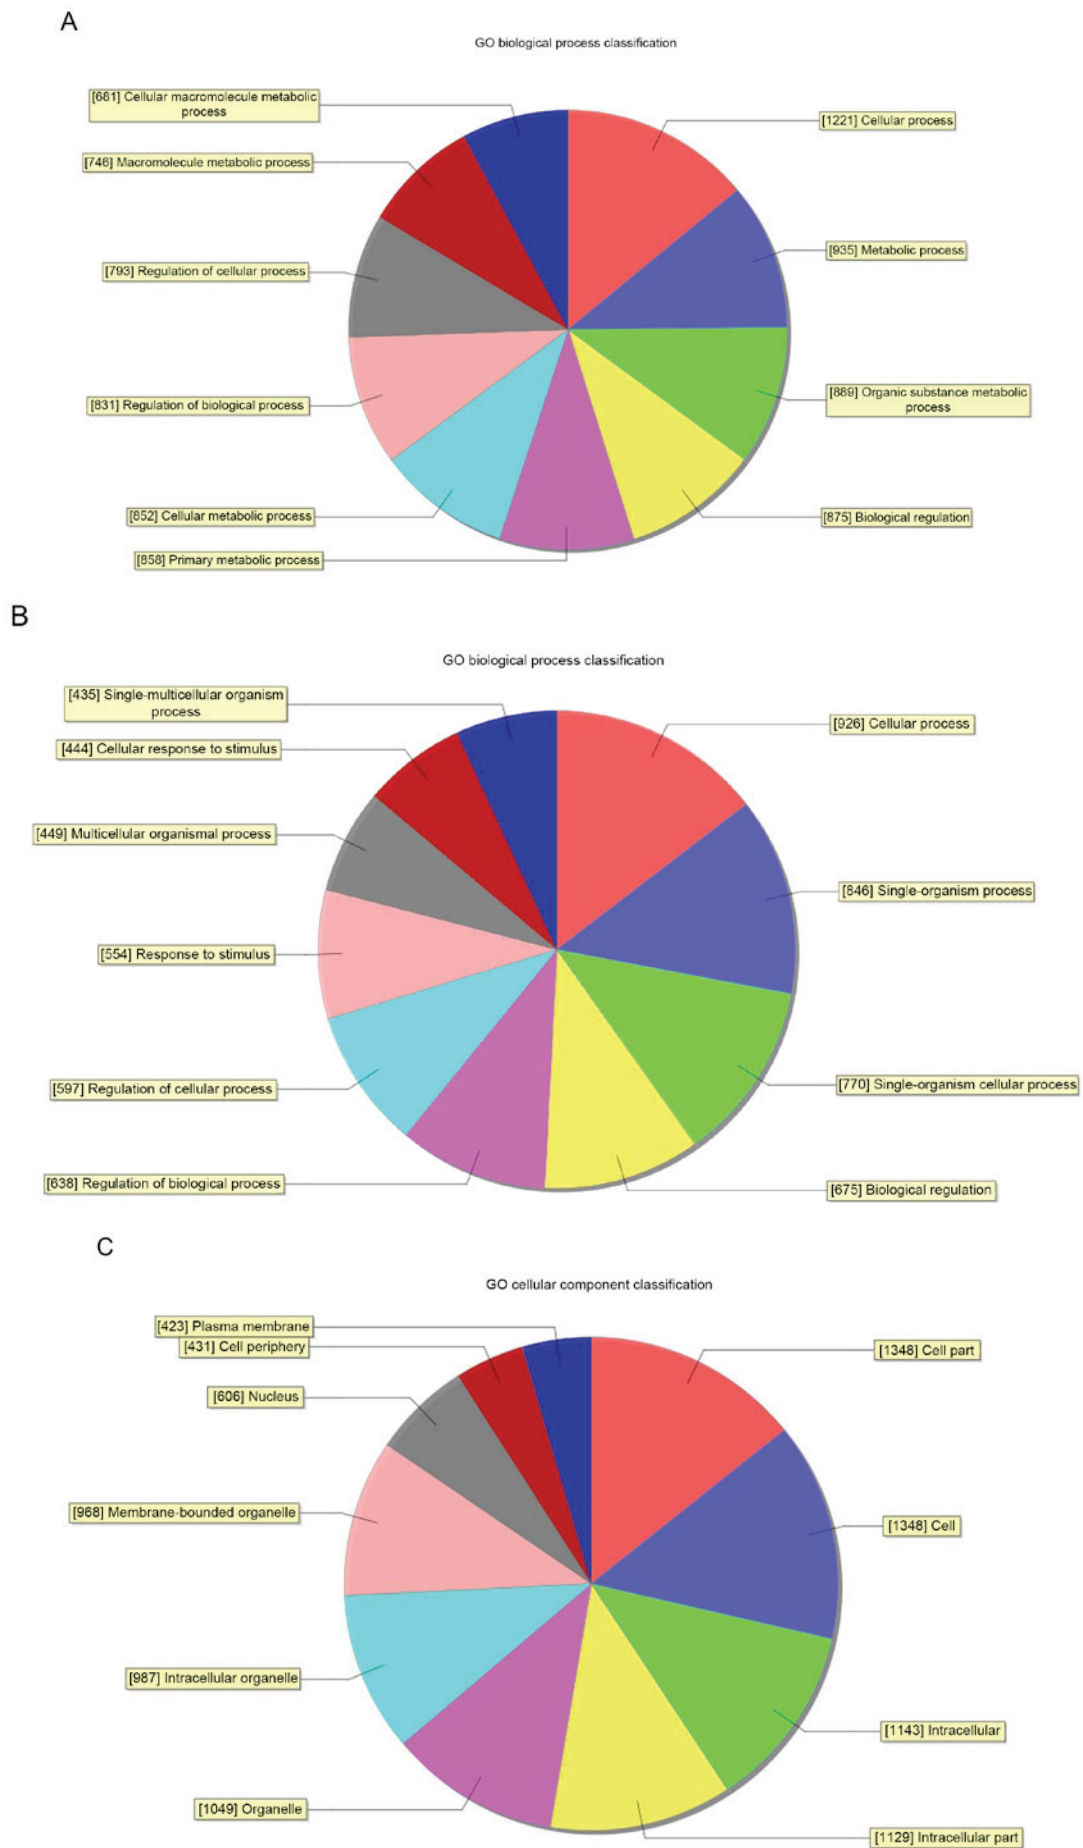 A
GO biological process classification
[681] Cellular macromolecule metabolic
process
[1221] Cellular process
[746] Macromolecule metabolic process
[935] Metabolic process
[793] Regulation of cellular process
[889] Organic substance metabolic
process
[831] Regulation of biological process
[852] Cellular metabolic process
[875] Biological regulation
[858] Primary metabolic process
B
GO biological process classification
[435] Single-multicellular organism
process
[926] Cellular process
[444] Cellular response to stimulus
[449] Multicellular organismal process
[846] Single-organism process
[554] Response to stimulus
[597] Regulation of cellular process
[770] Single-organism cellular process
[638] Regulation of biological process
[675] Biological regulation
C
GO cellular component classification
[423] Plasma membrane
[431] Cell periphery
[1348] Cell part
[606] Nucleus
[968] Membrane-bounded organelle
[1348] Cell
[987] Intracellular organelle
[1143] Intracellular
[1049] Organelle
[1129] Intracellular part